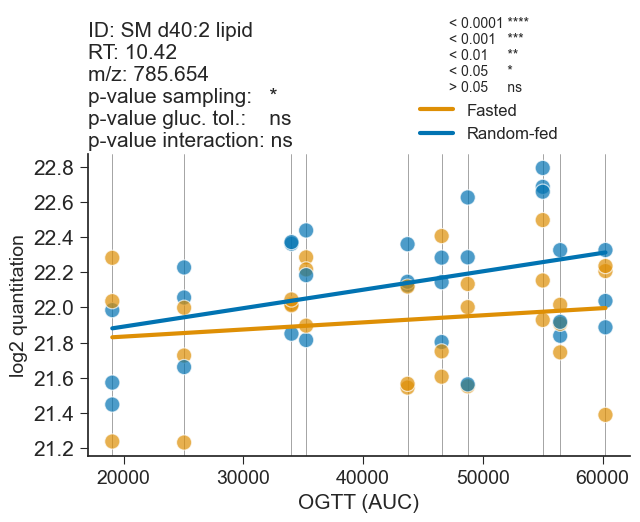 ID: SM d40:2 lipid
RT: 10.42
m/z: 785.654
p-value sampling: *
p-value gluc. tol.: ns
p-value interaction: ns
< 0.0001 ****
< 0.001 ***
< 0.01 **
< 0.05 *
> 0.05 ns
Fasted
Random-fed
22.8
22.6
22.4
22.2
22.0
21.8
21.6
21.4
21.2
log2 quantitation
20000 30000 40000 50000 60000
OGTT (AUC)